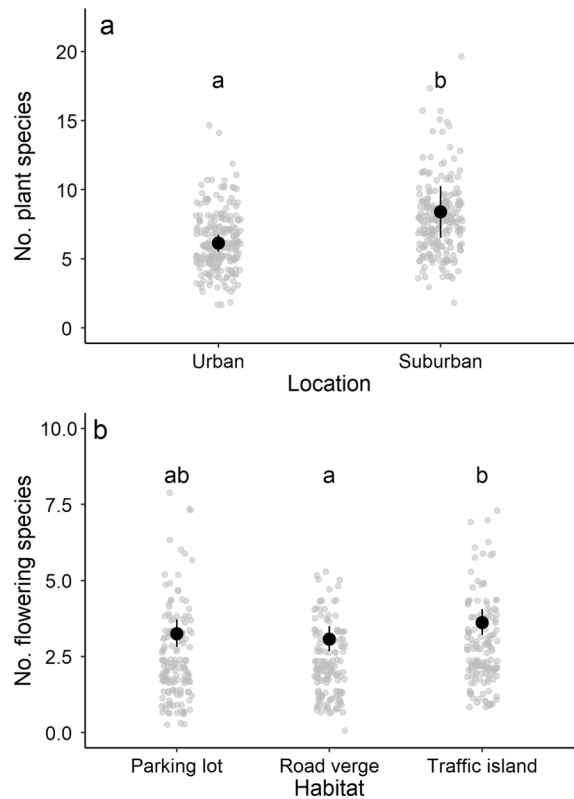 a
20
a
b
15
10
5
0
No. plant species
Urban
Suburban
Location
b
10.0
ab
a
b
7.5
5.0
2.5
0.0
No. flowering species
Parking lot
Road verge
Traffic island
Habitat